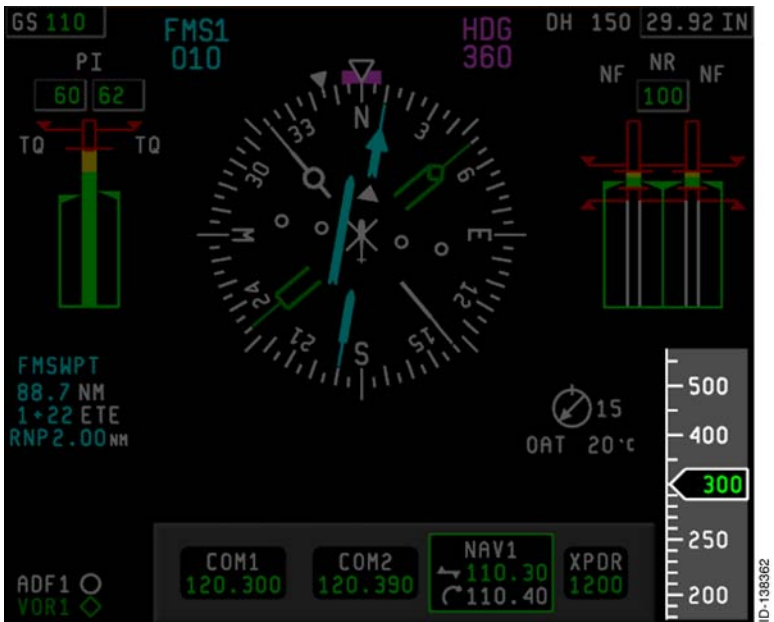 GS 110
FMS1
010
HDG
360
DH 150
29.92 IN
PI
60 62
TQ TQ
NF NR NF
100
N
3
6
E
12
15
S
21
24
W
30
33
FMSWPT
88.7 NM
1+22 ETE
RNP2.00NM
15
OAT 20°C
500
400
300
250
200
ADF1
VOR1
COM1
120.300
COM2
120.390
NAV1
110.30
110.40
XPDR
1200
ID-138362